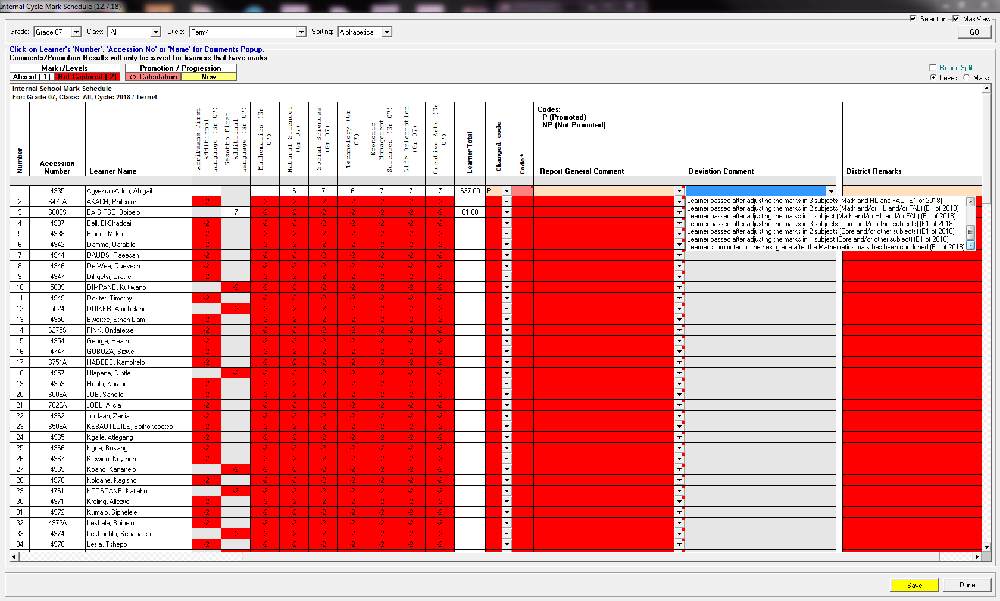 Internal Cycle Mark Schedule (12.7.18)
Selection Max View
Grade: Grade 07 Class: All Cycle: Term4 Sorting: Alphabetical GO
Click on Learner's 'Number', 'Accession No' or 'Name' for Comments Popup.
Comments/Promotion Results will only be saved for learners that have marks.
Marks/Levels Promotion / Progression
Absent (-1) Not Captured (-2) <> Calculation New
Report Split
Levels Marks
Internal School Mark Schedule
For: Grade 07, Class: All, Cycle: 2018 / Term4
Number
Accession Number
Learner Name
Afrikaans First Additional Language (Gr 07)
Sesotho First Additional Language (Gr 07)
Mathematics (Gr 07)
Natural Sciences (Gr 07)
Social Sciences (Gr 07)
Technology (Gr 07)
Economic Management Sciences (Gr 07)
Life Orientation (Gr 07)
Creative Arts (Gr 07)
Learner Total
Changed code
Code*
Codes:
P (Promoted)
NP (Not Promoted)
Report General Comment
Deviation Comment
District Remarks
1 4935 Agyekum-Addo, Abigail 1 1 6 7 6 7 7 7 637.00 P
2 6470A AKACH, Philemon -2 -2 -2 -2 -2 -2 -2 -2
3 6000S BAISITSE, Boipelo 7 -2 -2 -2 -2 -2 -2 -2 81.00
4 4937 Bell, El-Shaddai -2 -2 -2 -2 -2 -2 -2 -2
5 4938 Bloem, Miika -2 -2 -2 -2 -2 -2 -2 -2
6 4942 Damme, Oarabile -2 -2 -2 -2 -2 -2 -2 -2
7 4944 DAUDS, Raeesah -2 -2 -2 -2 -2 -2 -2 -2
8 4946 De Wee, Quevesh -2 -2 -2 -2 -2 -2 -2 -2
9 4947 Dikgetsi, Oratile -2 -2 -2 -2 -2 -2 -2 -2
10 500S DIMPANE, Kutlwano -2 -2 -2 -2 -2 -2 -2 -2
11 4949 Dokter, Timothy -2 -2 -2 -2 -2 -2 -2 -2
12 5024 DUIKER, Amohelang -2 -2 -2 -2 -2 -2 -2 -2
13 4950 Ewertse, Ethan Liam -2 -2 -2 -2 -2 -2 -2 -2
14 6275S FINK, Ontlafetse -2 -2 -2 -2 -2 -2 -2 -2
15 4954 George, Heath -2 -2 -2 -2 -2 -2 -2 -2
16 4747 GUBUZA, Sizwe -2 -2 -2 -2 -2 -2 -2 -2
17 6751A HADEBE, Kamohelo -2 -2 -2 -2 -2 -2 -2 -2
18 4957 Hlapane, Dintle -2 -2 -2 -2 -2 -2 -2 -2
19 4959 Hoala, Karabo -2 -2 -2 -2 -2 -2 -2 -2
20 6009A JOB, Sandile -2 -2 -2 -2 -2 -2 -2 -2
21 7622A JOEL, Alicia -2 -2 -2 -2 -2 -2 -2 -2
22 4962 Jordaan, Zania -2 -2 -2 -2 -2 -2 -2 -2
23 6508A KEBAUTLOILE, Boikokobetso -2 -2 -2 -2 -2 -2 -2 -2
24 4965 Kgaile, Atlegang -2 -2 -2 -2 -2 -2 -2 -2
25 4966 Kgoe, Bokang -2 -2 -2 -2 -2 -2 -2 -2
26 4967 Kiewido, Keython -2 -2 -2 -2 -2 -2 -2 -2
27 4969 Koaho, Kananelo -2 -2 -2 -2 -2 -2 -2 -2
28 4970 Koloane, Kagisho -2 -2 -2 -2 -2 -2 -2 -2
29 4761 KOTSOANE, Katleho -2 -2 -2 -2 -2 -2 -2 -2
30 4971 Kreling, Allezye -2 -2 -2 -2 -2 -2 -2 -2
31 4972 Kumalo, Siphelele -2 -2 -2 -2 -2 -2 -2 -2
32 4973A Lekhela, Boipelo -2 -2 -2 -2 -2 -2 -2 -2
33 4974 Lekhoehla, Sebabatso -2 -2 -2 -2 -2 -2 -2 -2
34 4976 Lesia, Tshepo -2 -2 -2 -2 -2 -2 -2 -2
Learner passed after adjusting the marks in 3 subjects (Math and HL and FAL) (E1 of 2018)
Learner passed after adjusting the marks in 2 subjects (Math and/or HL and/or FAL) (E1 of 2018)
Learner passed after adjusting the marks in 1 subject (Math and/or HL and/or FAL) (E1 of 2018)
Learner passed after adjusting the marks in 3 subjects (Core and/or other subjects) (E1 of 2018)
Learner passed after adjusting the marks in 2 subjects (Core and/or other subjects) (E1 of 2018)
Learner passed after adjusting the marks in 1 subject (Core and/or other subject) (E1 of 2018)
Learner is promoted to the next grade after the Mathematics mark has been condoned (E1 of 2018)
Save Done